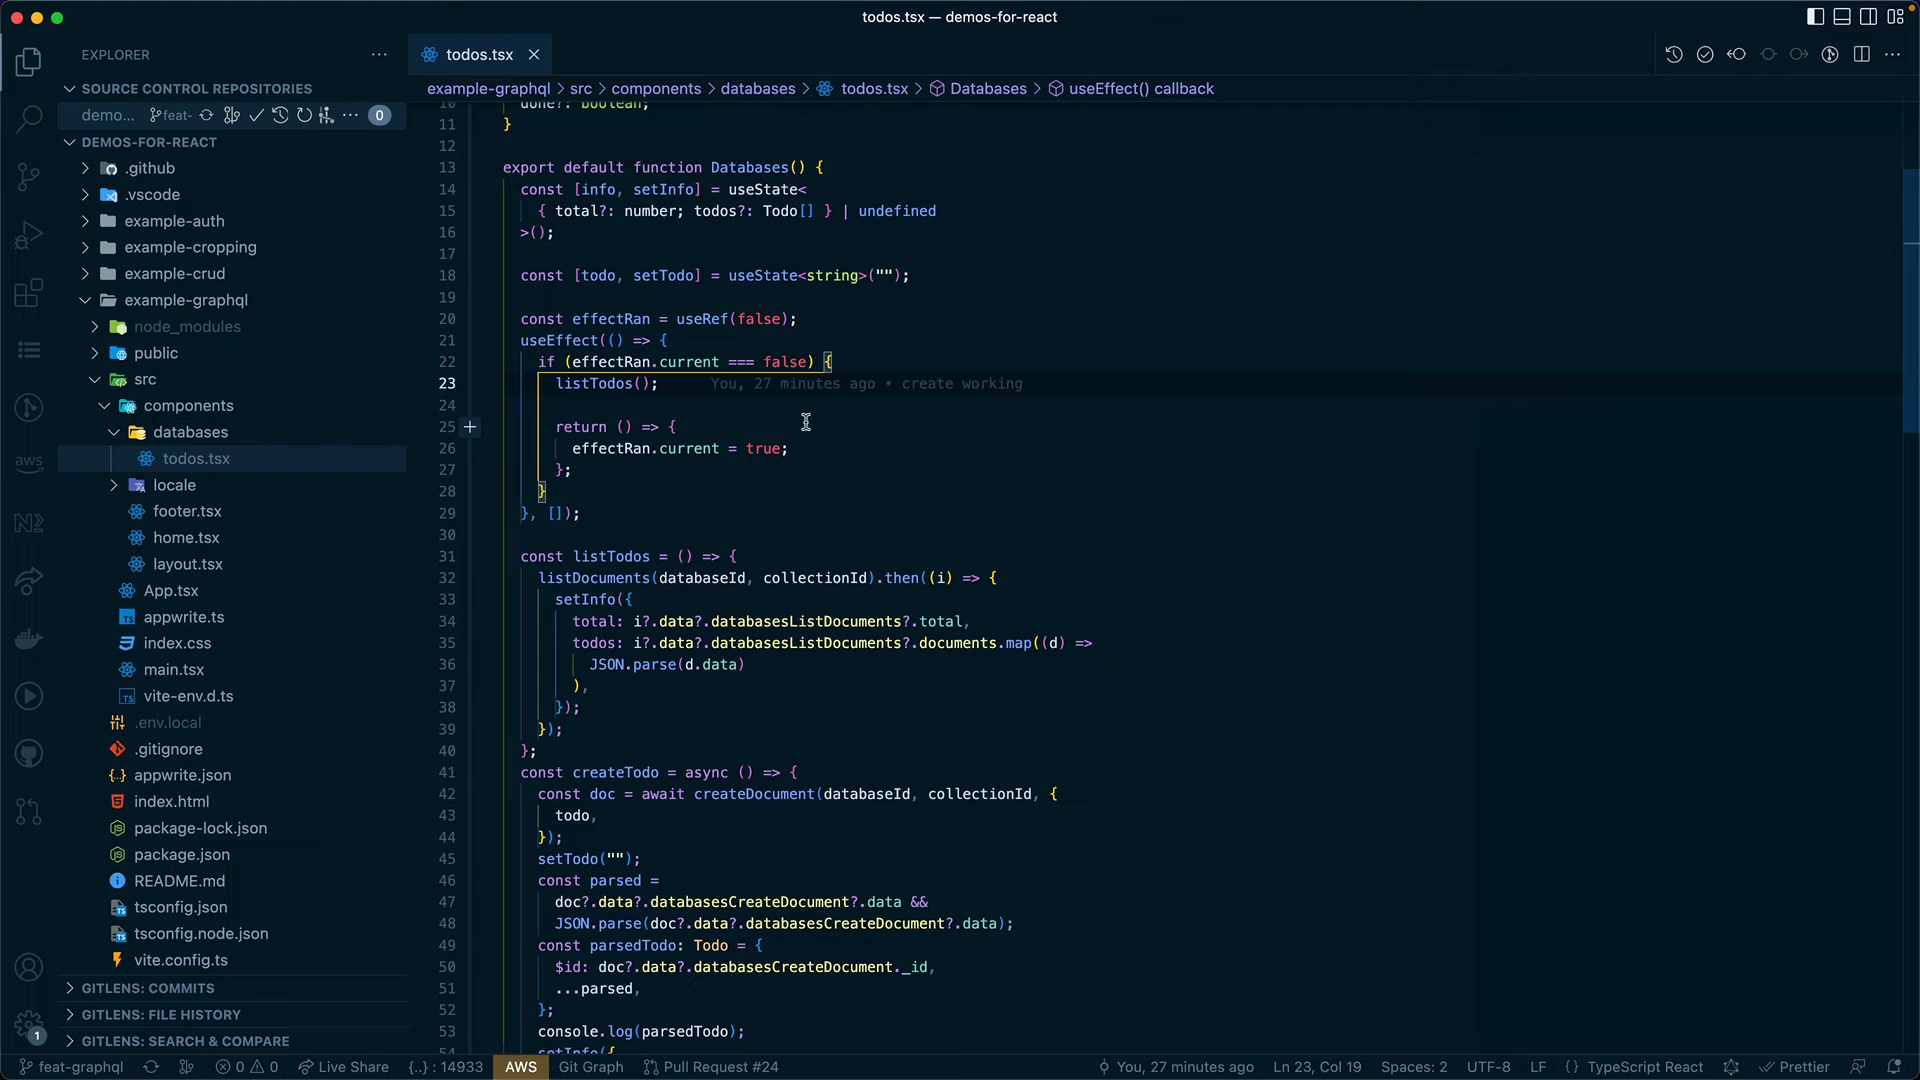 todos.tsx — demos-for-react
EXPLORER
SOURCE CONTROL REPOSITORIES
demo... feat- 0
DEMOS-FOR-REACT
.github
.vscode
example-auth
example-cropping
example-crud
example-graphql
node_modules
public
src
components
databases
todos.tsx
locale
footer.tsx
home.tsx
layout.tsx
App.tsx
appwrite.ts
index.css
main.tsx
vite-env.d.ts
.env.local
.gitignore
appwrite.json
index.html
package-lock.json
package.json
README.md
tsconfig.json
tsconfig.node.json
vite.config.ts
GITLENS: COMMITS
GITLENS: FILE HISTORY
GITLENS: SEARCH & COMPARE
aws
1
todos.tsx
example-graphql > src > components > databases > todos.tsx > Databases > useEffect() callback
10 done?: boolean;
11 }
12
13 export default function Databases() {
14 const [info, setInfo] = useState<
15 { total?: number; todos?: Todo[] } | undefined
16 >();
17
18 const [todo, setTodo] = useState<string>("");
19
20 const effectRan = useRef(false);
21 useEffect(() => {
22 if (effectRan.current === false) {
23 listTodos(); You, 27 minutes ago • create working
24
25 return () => {
26 effectRan.current = true;
27 };
28 }
29 }, []);
30
31 const listTodos = () => {
32 listDocuments(databaseId, collectionId).then((i) => {
33 setInfo({
34 total: i?.data?.databasesListDocuments?.total,
35 todos: i?.data?.databasesListDocuments?.documents.map((d) =>
36 JSON.parse(d.data)
37 ),
38 });
39 });
40 };
41 const createTodo = async () => {
42 const doc = await createDocument(databaseId, collectionId, {
43 todo,
44 });
45 setTodo("");
46 const parsed =
47 doc?.data?.databasesCreateDocument?.data &&
48 JSON.parse(doc?.data?.databasesCreateDocument?.data);
49 const parsedTodo: Todo = {
50 $id: doc?.data?.databasesCreateDocument._id,
51 ...parsed,
52 };
53 console.log(parsedTodo);
54 setInfo({
feat-graphql 0 0 Live Share {..} : 14933 AWS Git Graph Pull Request #24 You, 27 minutes ago Ln 23, Col 19 Spaces: 2 UTF-8 LF {} TypeScript React Prettier